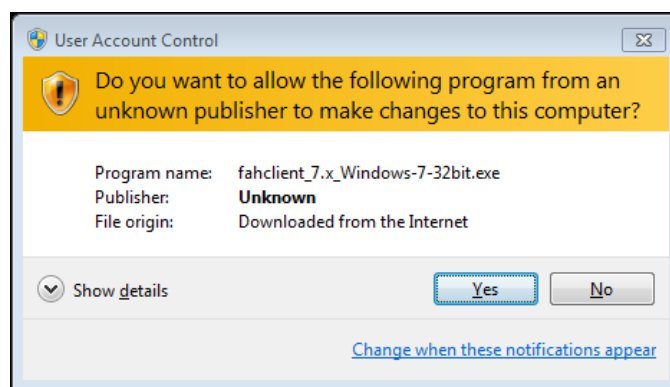 User Account Control
Do you want to allow the following program from an
unknown publisher to make changes to this computer?
Program name: fahclient_7.x_Windows-7-32bit.exe
Publisher: Unknown
File origin: Downloaded from the Internet
Show details Yes No
Change when these notifications appear